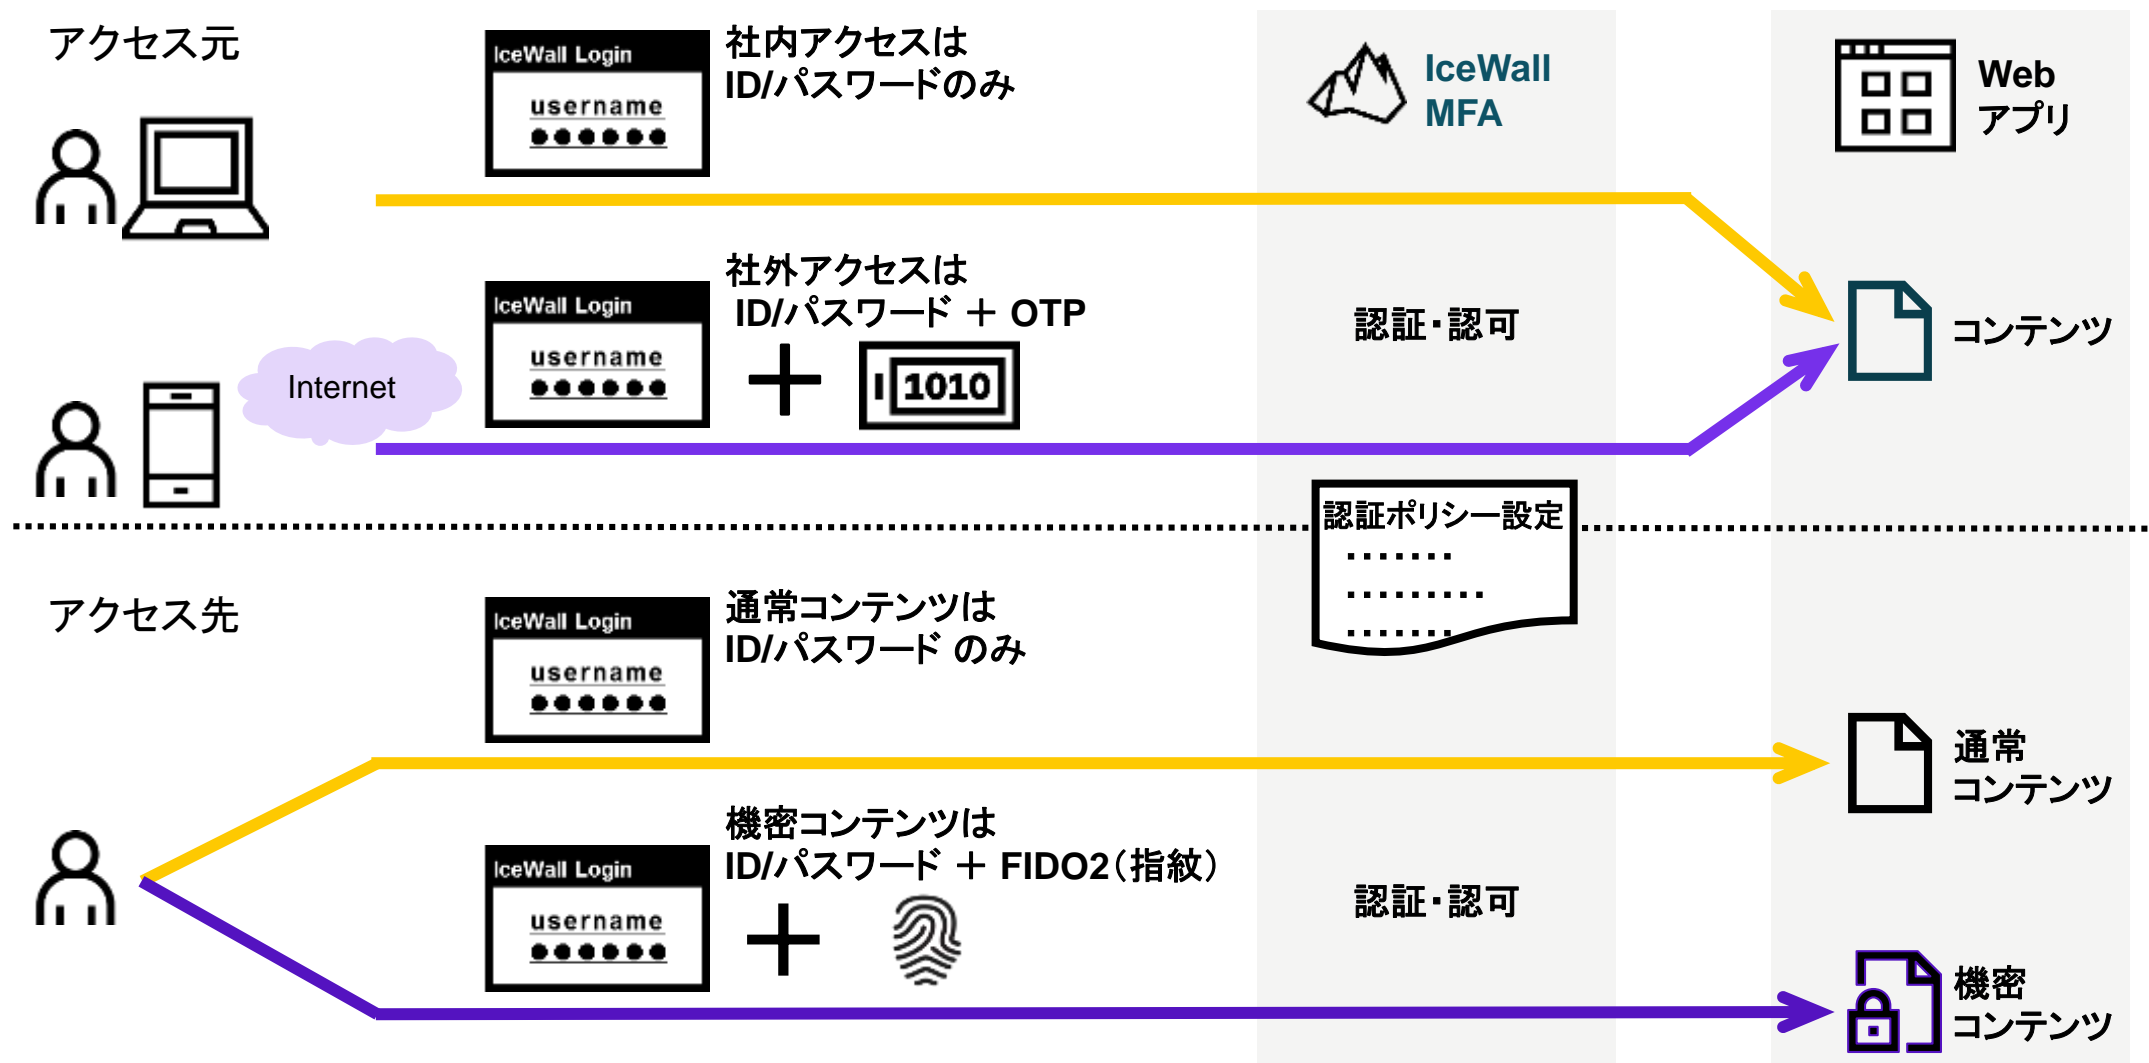 アクセス元
IceWall Login
username
社内アクセスは
ID/パスワードのみ
IceWall
MFA
Web
アプリ
Internet
IceWall Login
username
社外アクセスは
ID/パスワード ＋ OTP
1010
認証・認可
コンテンツ
認証ポリシー設定
アクセス先
IceWall Login
username
通常コンテンツは
ID/パスワード のみ
通常
コンテンツ
IceWall Login
username
機密コンテンツは
ID/パスワード ＋ FIDO2（指紋）
認証・認可
機密
コンテンツ